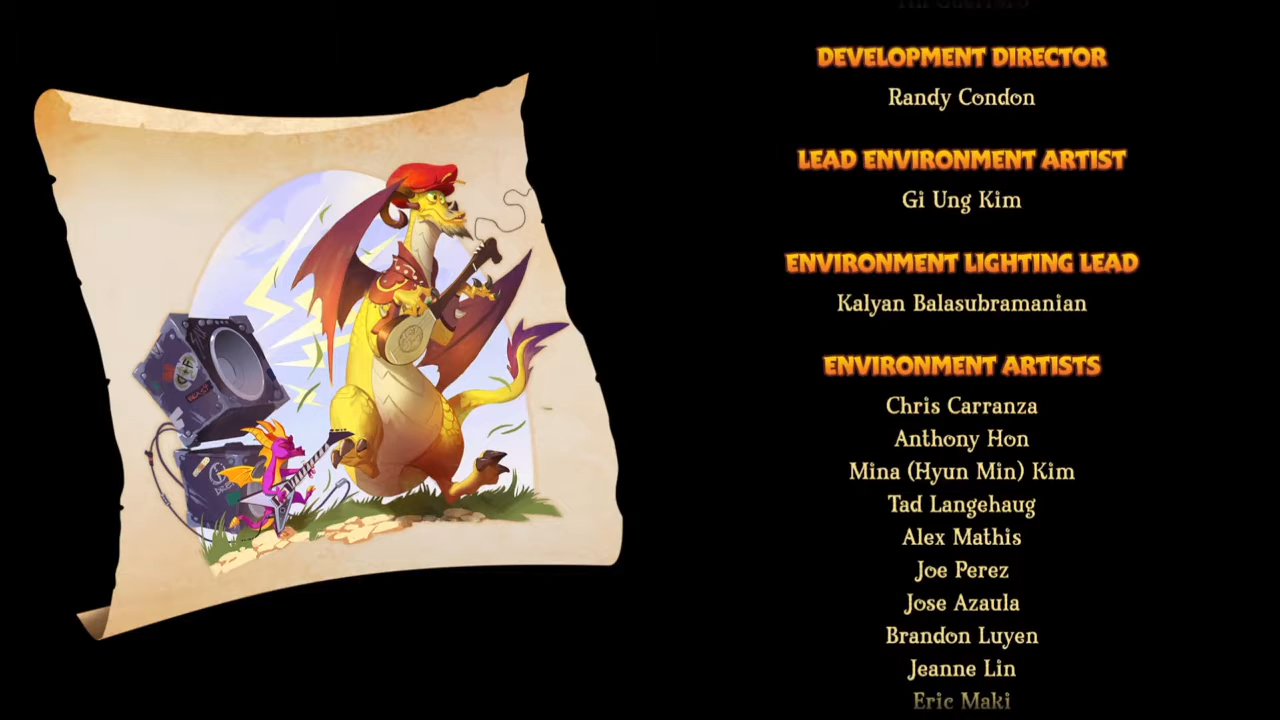 DEVELOPMENT DIRECTOR
Randy Condon
LEAD ENVIRONMENT ARTIST
Gi Ung Kim
ENVIRONMENT LIGHTING LEAD
Kalyan Balasubramanian
ENVIRONMENT ARTISTS
Chris Carranza
Anthony Hon
Mina (Hyun Min) Kim
Tad Langehaug
Alex Mathis
Joe Perez
Jose Azaula
Brandon Luyen
Jeanne Lin
Eric Maki